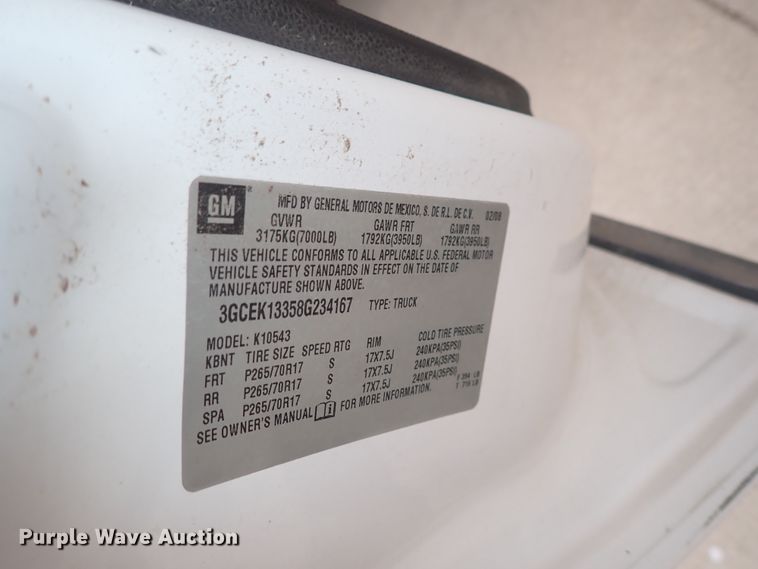 GM
MFD BY GENERAL MOTORS DE MEXICO, S. DE R.L. DE C.V. 02/08
GVWR GAWR FRT GAWR RR
3175KG(7000LB) 1792KG(3950LB) 1792KG(3950LB)
THIS VEHICLE CONFORMS TO ALL APPLICABLE U.S. FEDERAL MOTOR
VEHICLE SAFETY STANDARDS IN EFFECT ON THE DATE OF
MANUFACTURE SHOWN ABOVE.
3GCEK13358G234167 TYPE: TRUCK
MODEL: K10543
KBNT TIRE SIZE SPEED RTG RIM COLD TIRE PRESSURE
FRT P265/70R17 S 17X7.5J 240KPA(35PSI)
RR P265/70R17 S 17X7.5J 240KPA(35PSI)
SPA P265/70R17 S 17X7.5J 240KPA(35PSI)
SEE OWNER'S MANUAL FOR MORE INFORMATION.
Purple Wave Auction